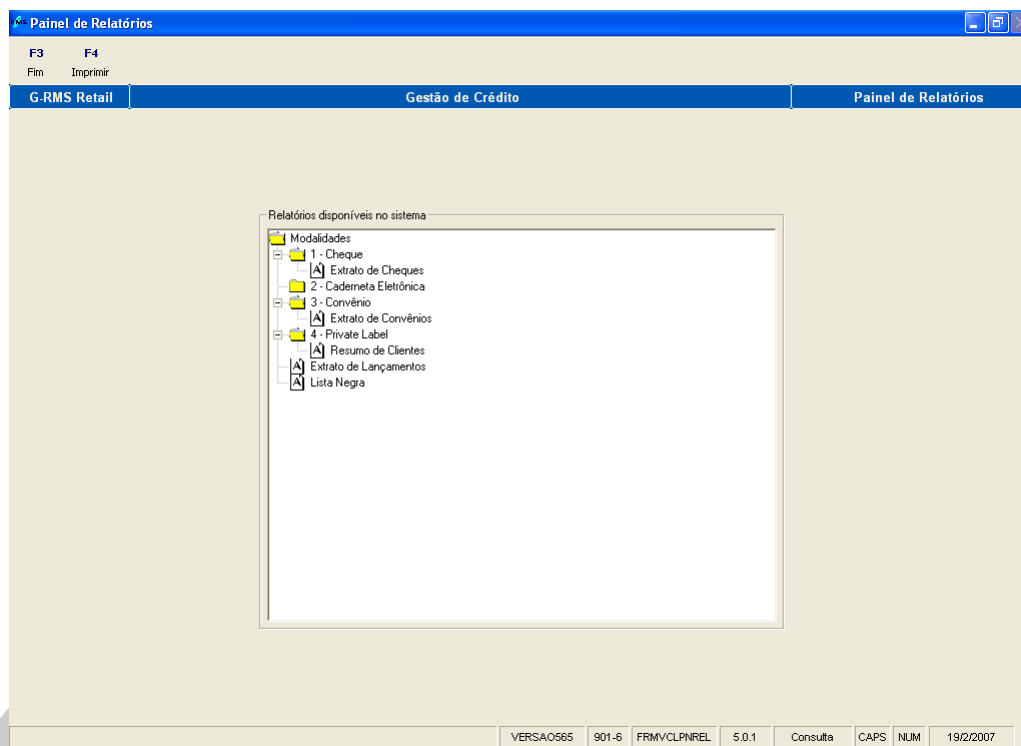 RMS Painel de Relatórios
F3 F4
Fim Imprimir
G-RMS Retail Gestão de Crédito Painel de Relatórios
Relatórios disponíveis no sistema
Modalidades
1 - Cheque
A Extrato de Cheques
2 - Caderneta Eletrônica
3 - Convênio
A Extrato de Convênios
4 - Private Label
A Resumo de Clientes
A Extrato de Lançamentos
A Lista Negra
VERSAO565 901-6 FRMVCLPNREL 5.0.1 Consulta CAPS NUM 19/2/2007